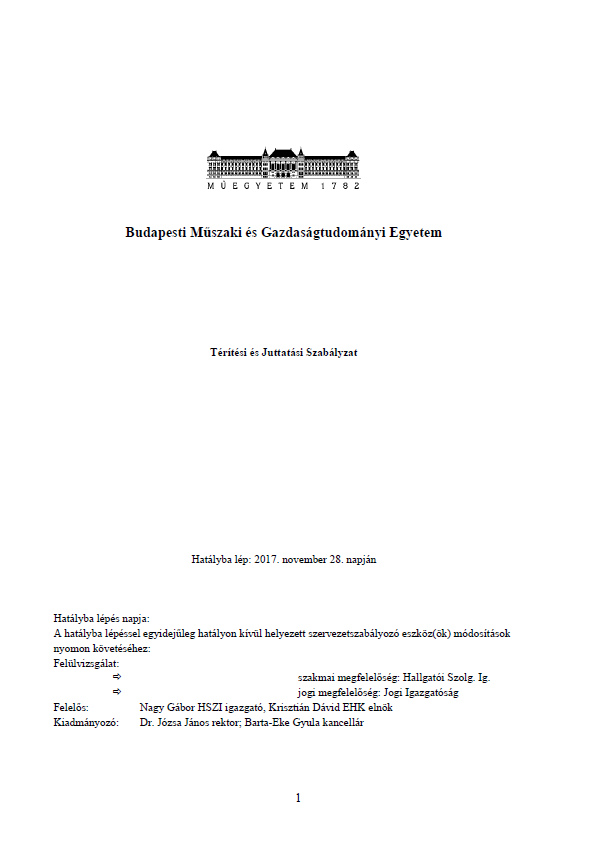 MŰEGYETEM 1782
Budapesti Műszaki és Gazdaságtudományi Egyetem
Térítési és Juttatási Szabályzat
Hatályba lép: 2017. november 28. napján
Hatályba lépés napja:
A hatályba lépéssel egyidejűleg hatályon kívül helyezett szervezetszabályozó eszköz(ök) módosítások
nyomon követéséhez:
Felülvizsgálat:
⇨ szakmai megfelelőség: Hallgatói Szolg. Ig.
⇨ jogi megfelelőség: Jogi Igazgatóság
Felelős: Nagy Gábor HSZI igazgató, Krisztián Dávid EHK elnök
Kiadmányozó: Dr. Józsa János rektor; Barta-Eke Gyula kancellár
1